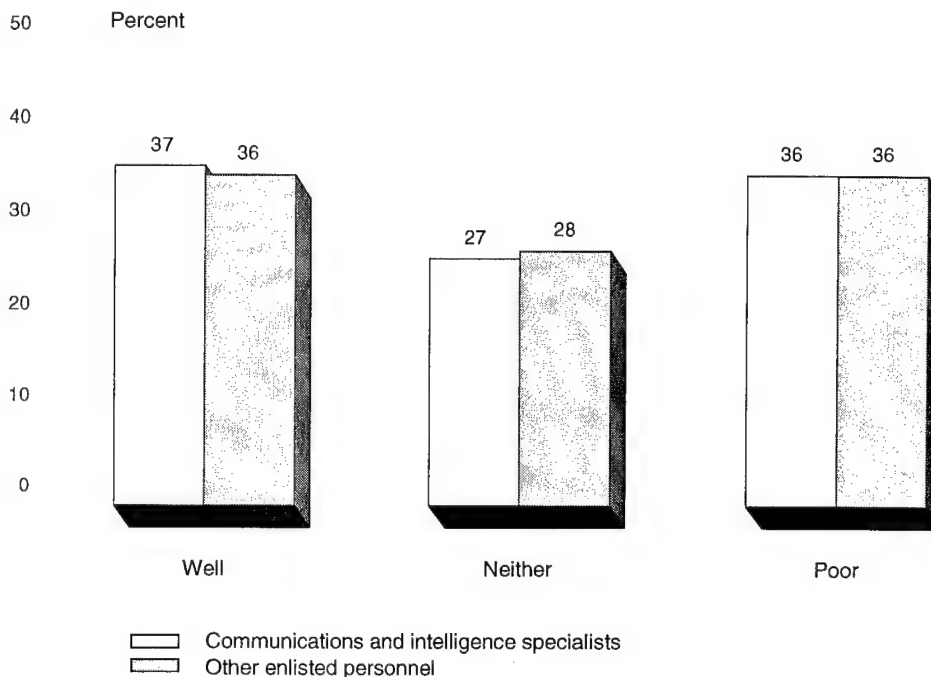 50 Percent
40
37 36 36 36
30
27 28
20
10
0
Well Neither Poor
Communications and intelligence specialists
Other enlisted personnel